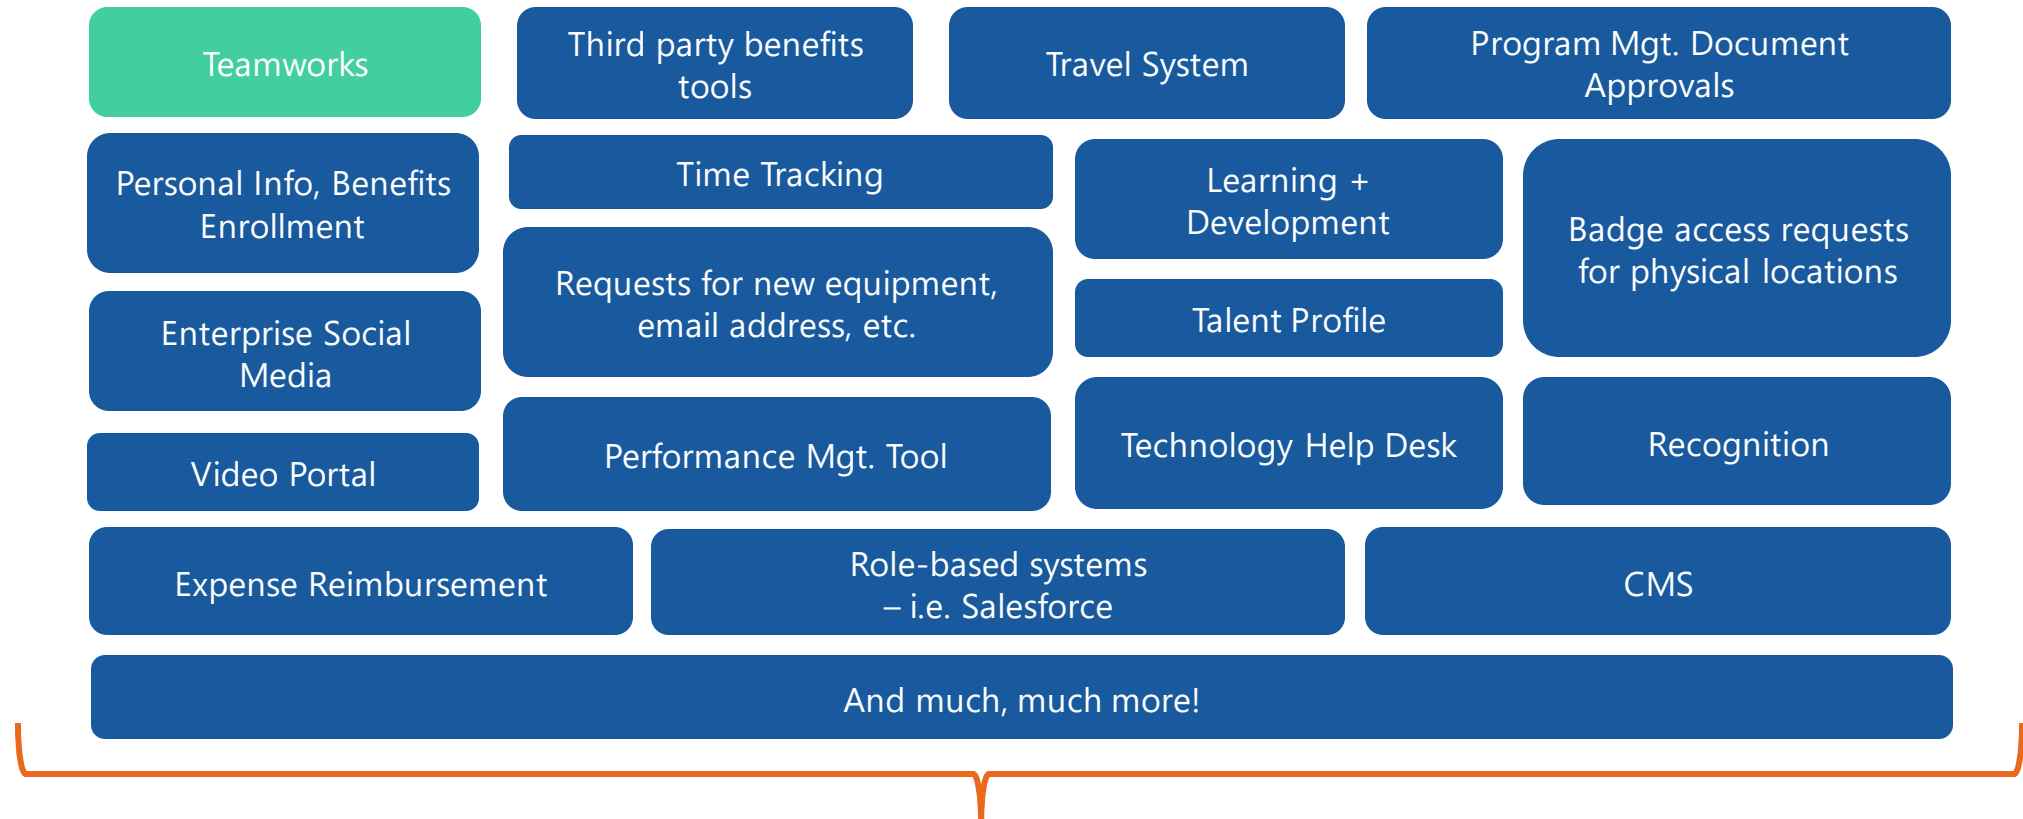 Teamworks
Third party benefits
tools
Travel System
Program Mgt. Document
Approvals
Personal Info, Benefits
Enrollment
Time Tracking
Learning +
Development
Badge access requests
for physical locations
Requests for new equipment,
email address, etc.
Enterprise Social
Media
Talent Profile
Video Portal
Performance Mgt. Tool
Technology Help Desk
Recognition
Expense Reimbursement
Role-based systems
– i.e. Salesforce
CMS
And much, much more!